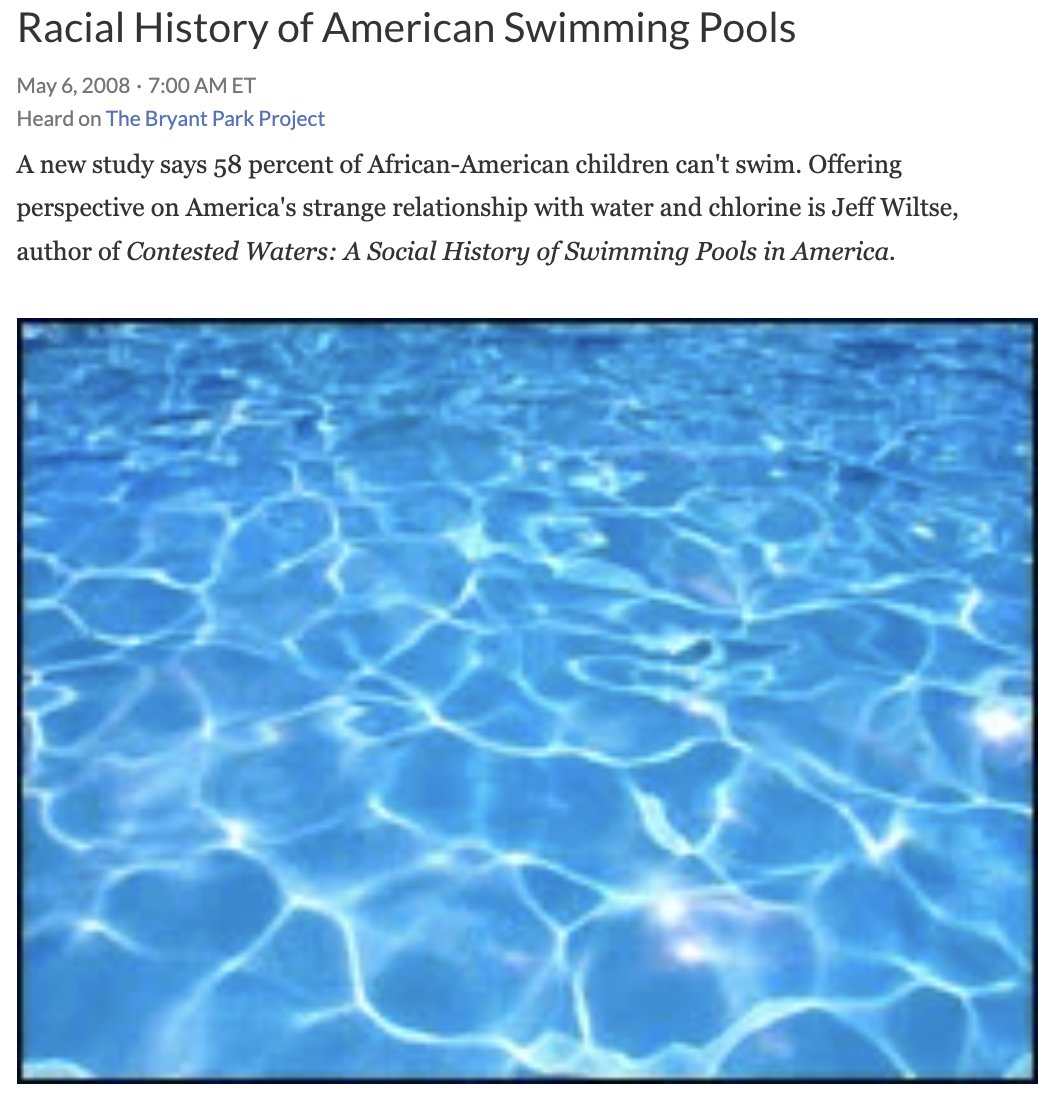 Racial History of American Swimming Pools
May 6, 2008 · 7:00 AM ET
Heard on The Bryant Park Project
A new study says 58 percent of African-American children can't swim. Offering
perspective on America's strange relationship with water and chlorine is Jeff Wiltse,
author of Contested Waters: A Social History of Swimming Pools in America.